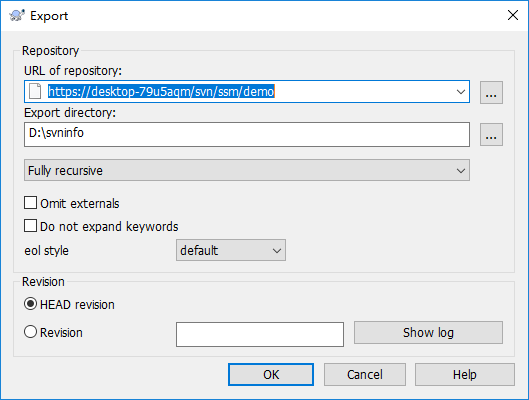 Export
Repository
URL of repository:
https://desktop-79u5aqm/svn/ssm/demo
...
Export directory:
D:\svninfo
...
Fully recursive
Omit externals
Do not expand keywords
eol style
default
Revision
HEAD revision
Revision
Show log
OK
Cancel
Help